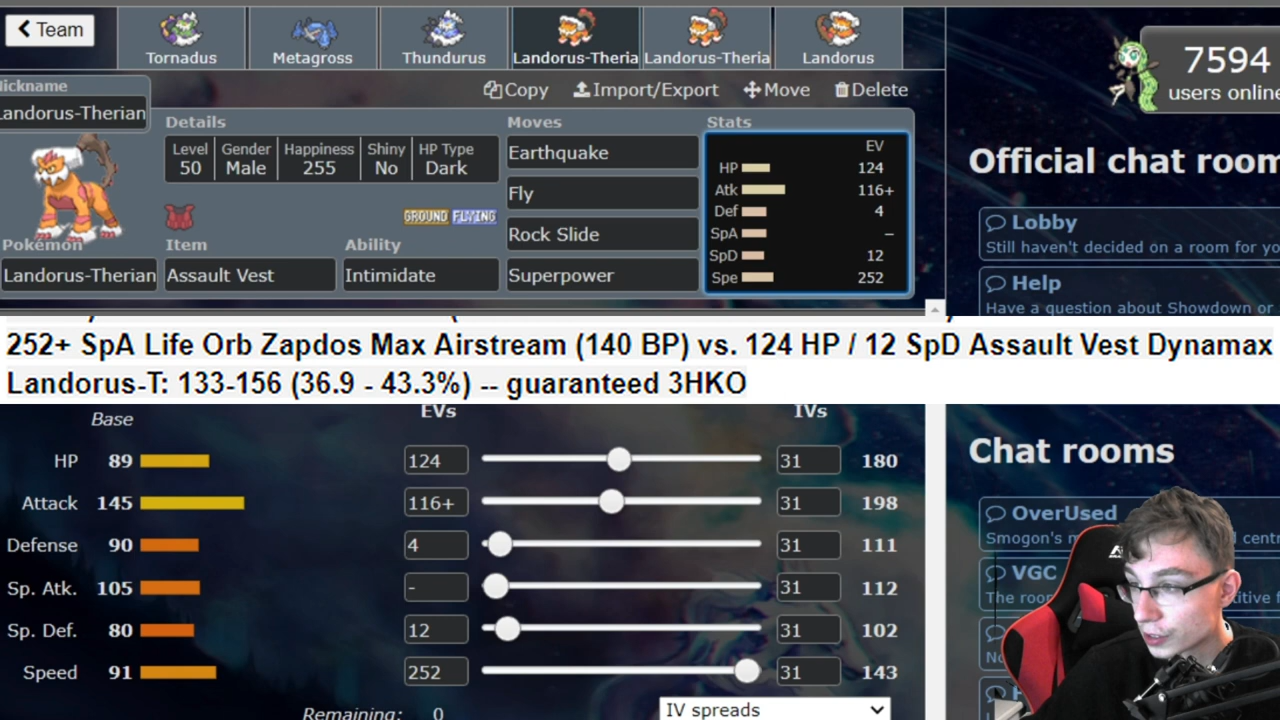 Team
Tornadus
Metagross
Thundurus
Landorus-Theria
Landorus-Theria
Landorus
7594
users online
Nickname
Landorus-Therian
Copy
Import/Export
Move
Delete
Details
Level
50
Gender
Male
Happiness
255
Shiny
No
HP Type
Dark
GROUND FLYING
Pokémon
Landorus-Therian
Item
Assault Vest
Ability
Intimidate
Moves
Earthquake
Fly
Rock Slide
Superpower
Stats
EV
HP 124
Atk 116+
Def 4
SpA –
SpD 12
Spe 252
Official chat room
Lobby
Still haven't decided on a room for yo
Help
Have a question about Showdown or
252+ SpA Life Orb Zapdos Max Airstream (140 BP) vs. 124 HP / 12 SpD Assault Vest Dynamax
Landorus-T: 133-156 (36.9 - 43.3%) -- guaranteed 3HKO
Base EVs IVs
HP 89 124 31 180
Attack 145 116+ 31 198
Defense 90 4 31 111
Sp. Atk. 105 - 31 112
Sp. Def. 80 12 31 102
Speed 91 252 31 143
Remaining: 0
IV spreads
Chat rooms
OverUsed
Smogon's m centr
VGC
The room titive f
No
H